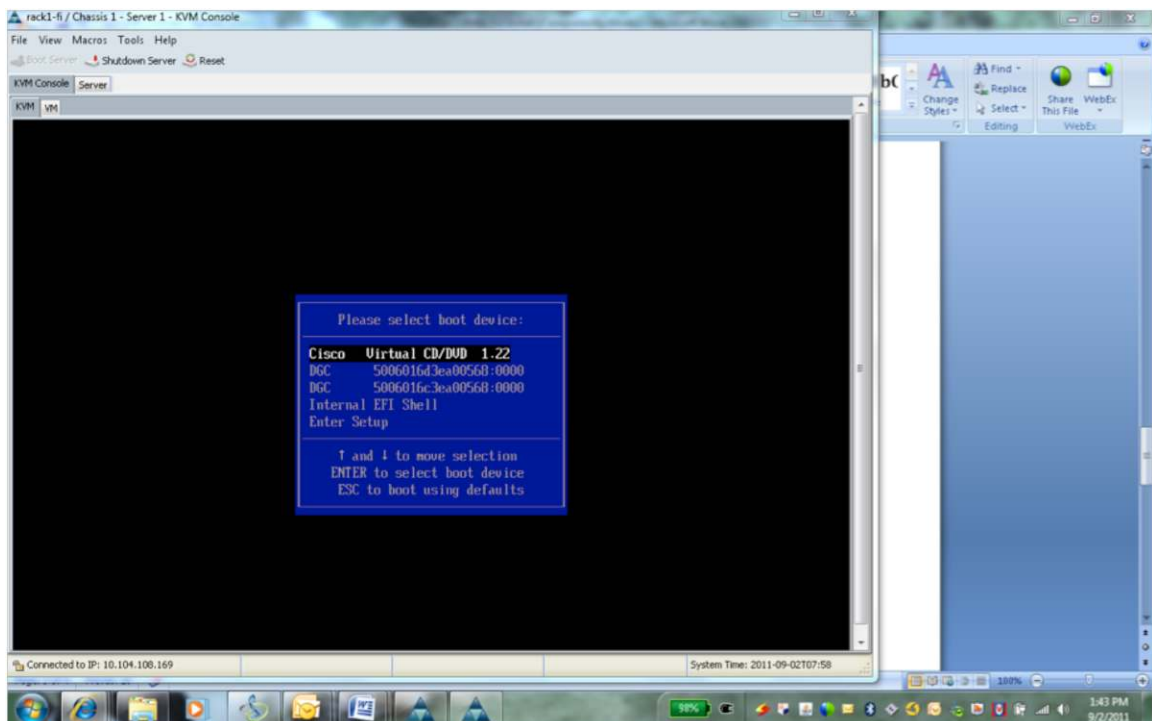 rack1-fi / Chassis 1 - Server 1 - KVM Console
File View Macros Tools Help
Boot Server Shutdown Server Reset
KVM Console Server
KVM VM
Please select boot device:
Cisco Virtual CD/DVD 1.22
DGC 5006016d3ea00568:0000
DGC 5006016c3ea00568:0000
Internal EFI Shell
Enter Setup
↑ and ↓ to move selection
ENTER to select boot device
ESC to boot using defaults
Connected to IP: 10.104.108.169
System Time: 2011-09-02T07:58
Change Styles
Find
Replace
Select
Editing
Share This File
WebEx
WebEx
100%
98%
1:43 PM
9/2/2011